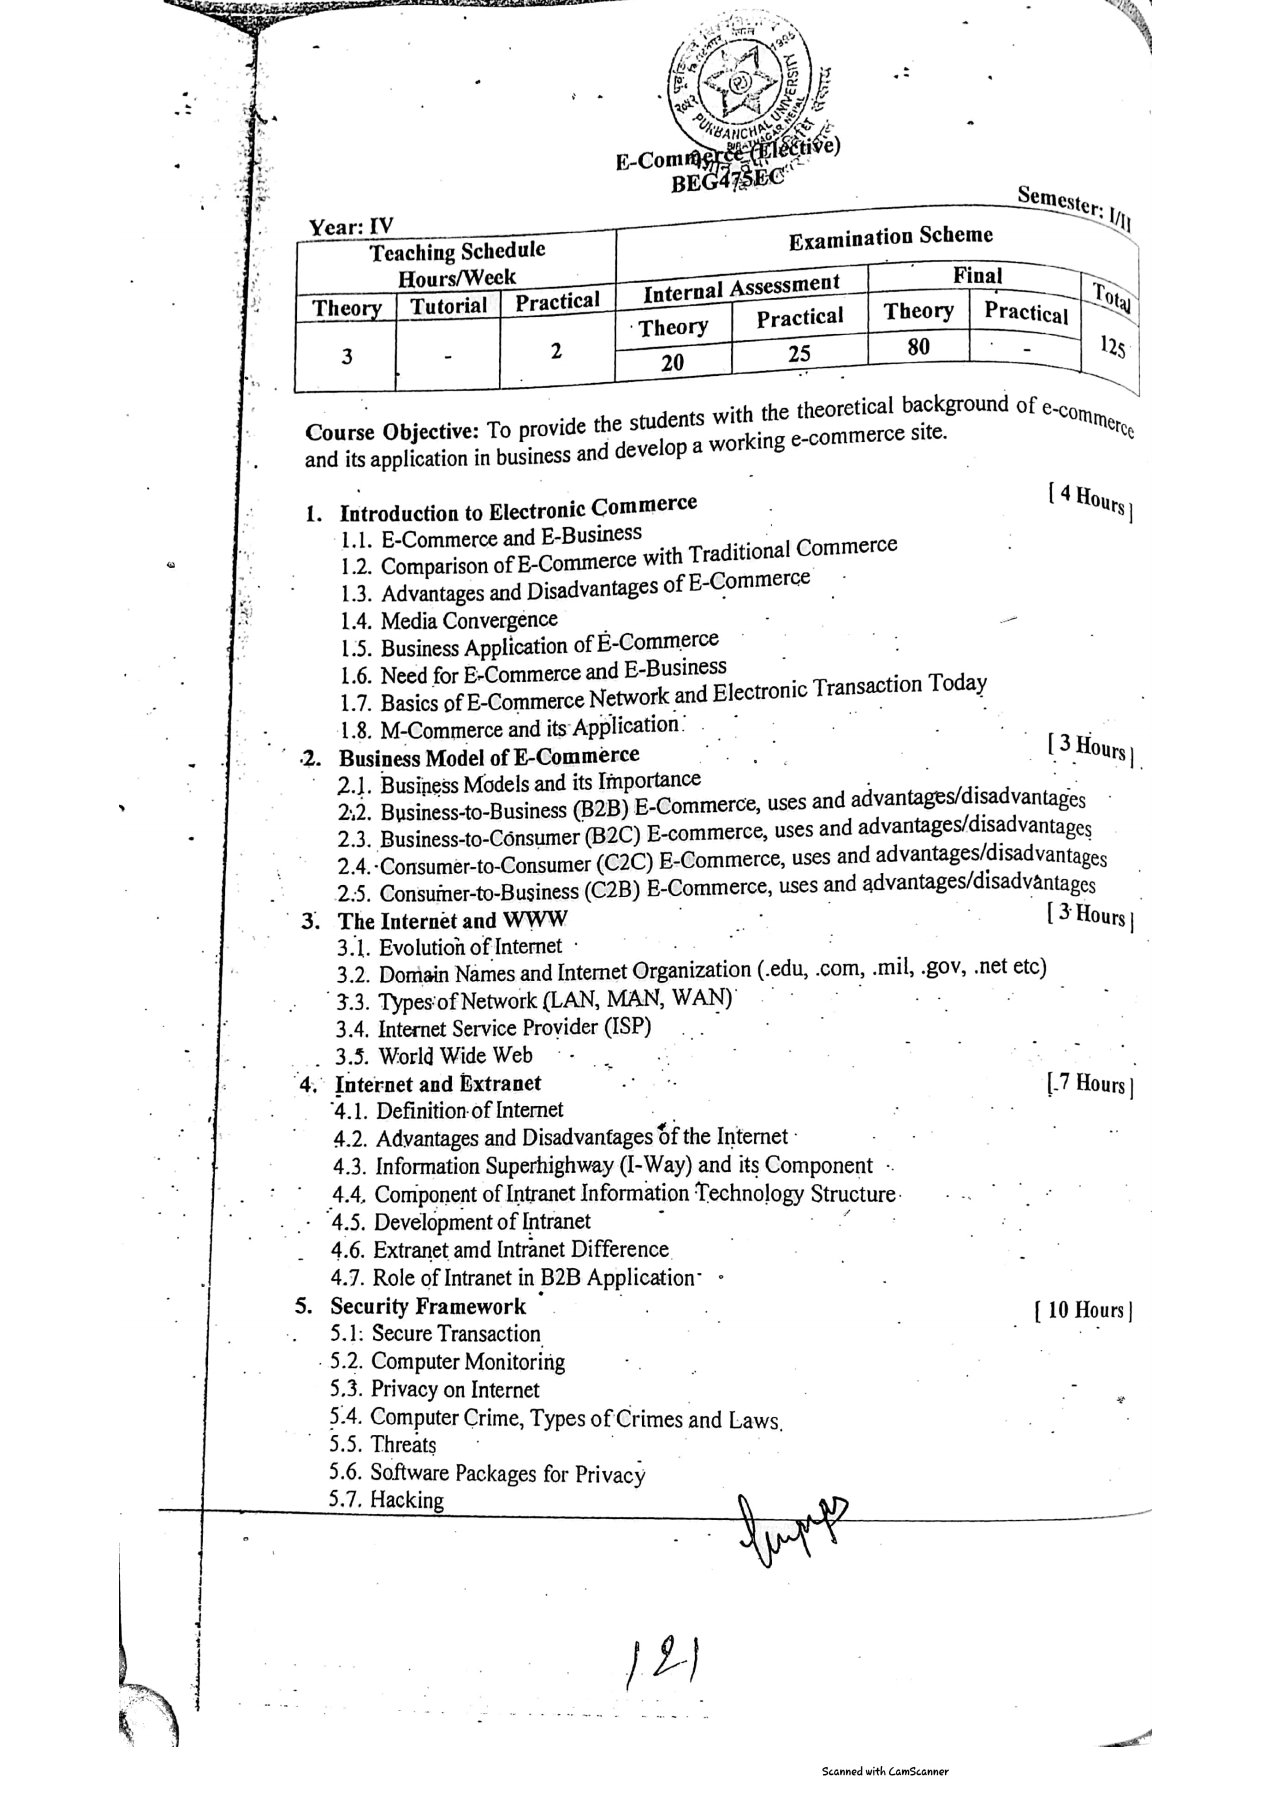 PURBANCHAL UNIVERSITY
BIRATNAGAR NEPAL
E-Commerce (Elective)
BEG475EC
Year: IV
Semester: I/II
Teaching Schedule
Hours/Week
Examination Scheme
Theory Tutorial Practical
Internal Assessment
Final
Total
Theory Practical Theory Practical
3 - 2 20 25 80 - 125
Course Objective: To provide the students with the theoretical background of e-commerce
and its application in business and develop a working e-commerce site.
1. Introduction to Electronic Commerce [ 4 Hours]
1.1. E-Commerce and E-Business
1.2. Comparison of E-Commerce with Traditional Commerce
1.3. Advantages and Disadvantages of E-Commerce
1.4. Media Convergence
1.5. Business Application of E-Commerce
1.6. Need for E-Commerce and E-Business
1.7. Basics of E-Commerce Network and Electronic Transaction Today
1.8. M-Commerce and its Application
2. Business Model of E-Commerce [ 3 Hours]
2.1. Business Models and its Importance
2.2. Business-to-Business (B2B) E-Commerce, uses and advantages/disadvantages
2.3. Business-to-Consumer (B2C) E-commerce, uses and advantages/disadvantages
2.4. Consumer-to-Consumer (C2C) E-Commerce, uses and advantages/disadvantages
2.5. Consumer-to-Business (C2B) E-Commerce, uses and advantages/disadvantages
3. The Internet and WWW [ 3 Hours]
3.1. Evolution of Internet
3.2. Domain Names and Internet Organization (.edu, .com, .mil, .gov, .net etc)
3.3. Types of Network (LAN, MAN, WAN)
3.4. Internet Service Provider (ISP)
3.5. World Wide Web
4. Internet and Extranet [ 7 Hours]
4.1. Definition of Internet
4.2. Advantages and Disadvantages of the Internet
4.3. Information Superhighway (I-Way) and its Component
4.4. Component of Intranet Information Technology Structure
4.5. Development of Intranet
4.6. Extranet amd Intranet Difference
4.7. Role of Intranet in B2B Application
5. Security Framework [ 10 Hours]
5.1: Secure Transaction
5.2. Computer Monitoring
5.3. Privacy on Internet
5.4. Computer Crime, Types of Crimes and Laws
5.5. Threats
5.6. Software Packages for Privacy
5.7. Hacking
121
Scanned with CamScanner